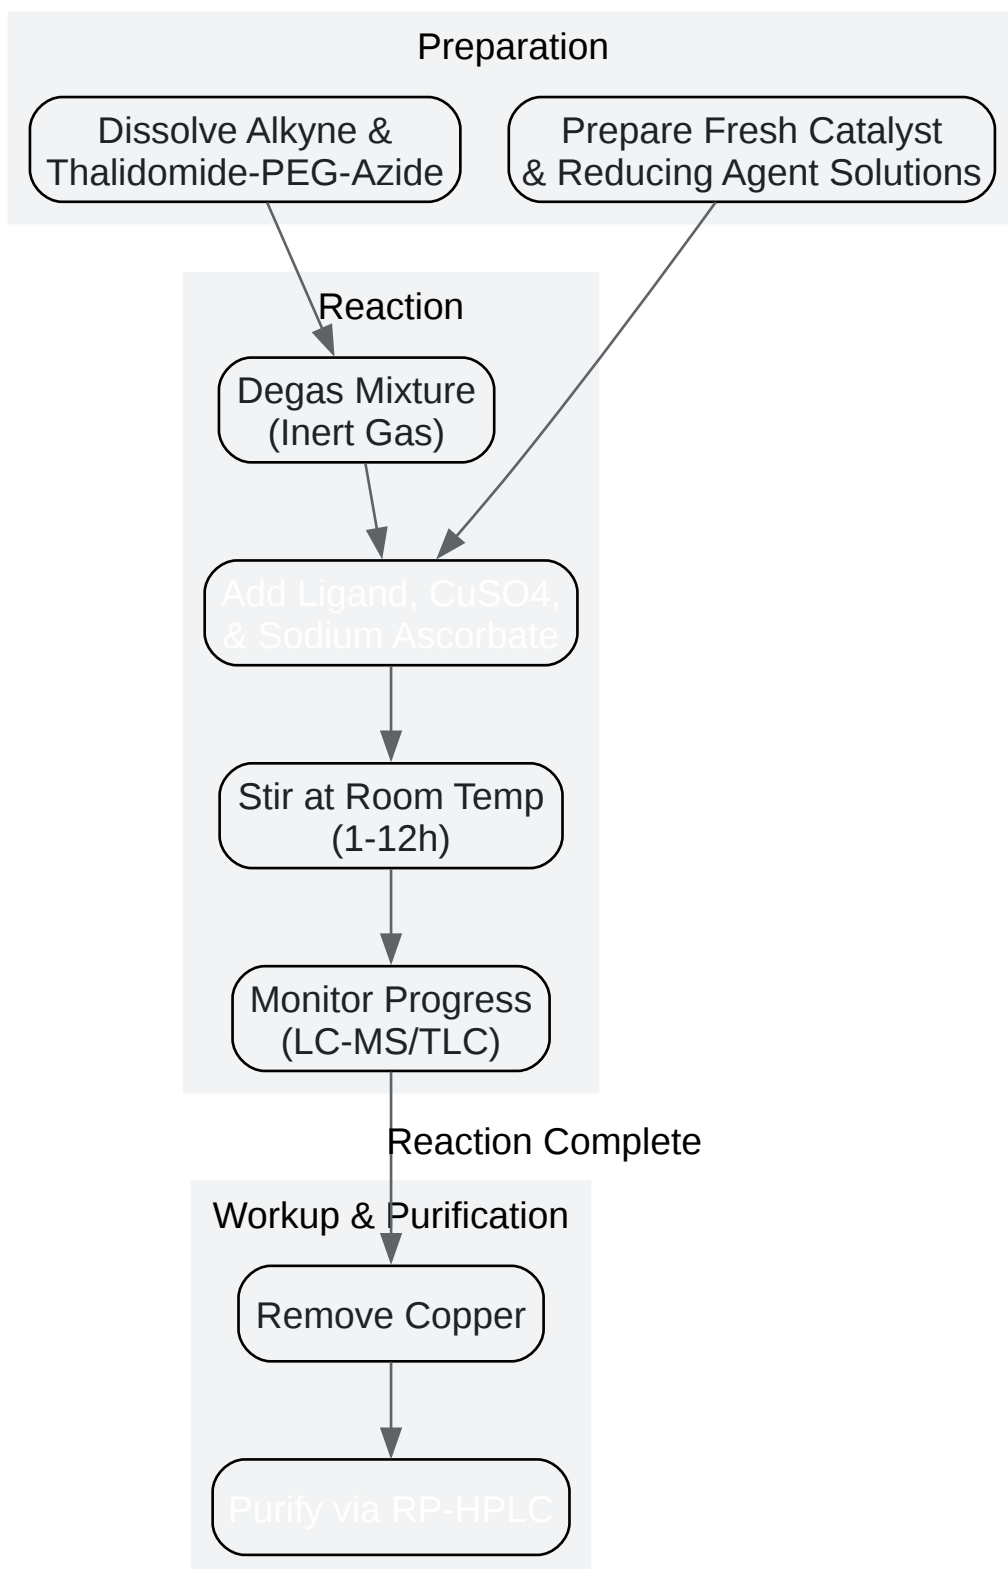 Preparation
Dissolve Alkyne &
Thalidomide-PEG-Azide
Prepare Fresh Catalyst
& Reducing Agent Solutions
Reaction
Degas Mixture
(Inert Gas)
Add Ligand, CuSO4,
& Sodium Ascorbate
Stir at Room Temp
(1-12h)
Monitor Progress
(LC-MS/TLC)
Reaction Complete
Workup & Purification
Remove Copper
Purify via RP-HPLC